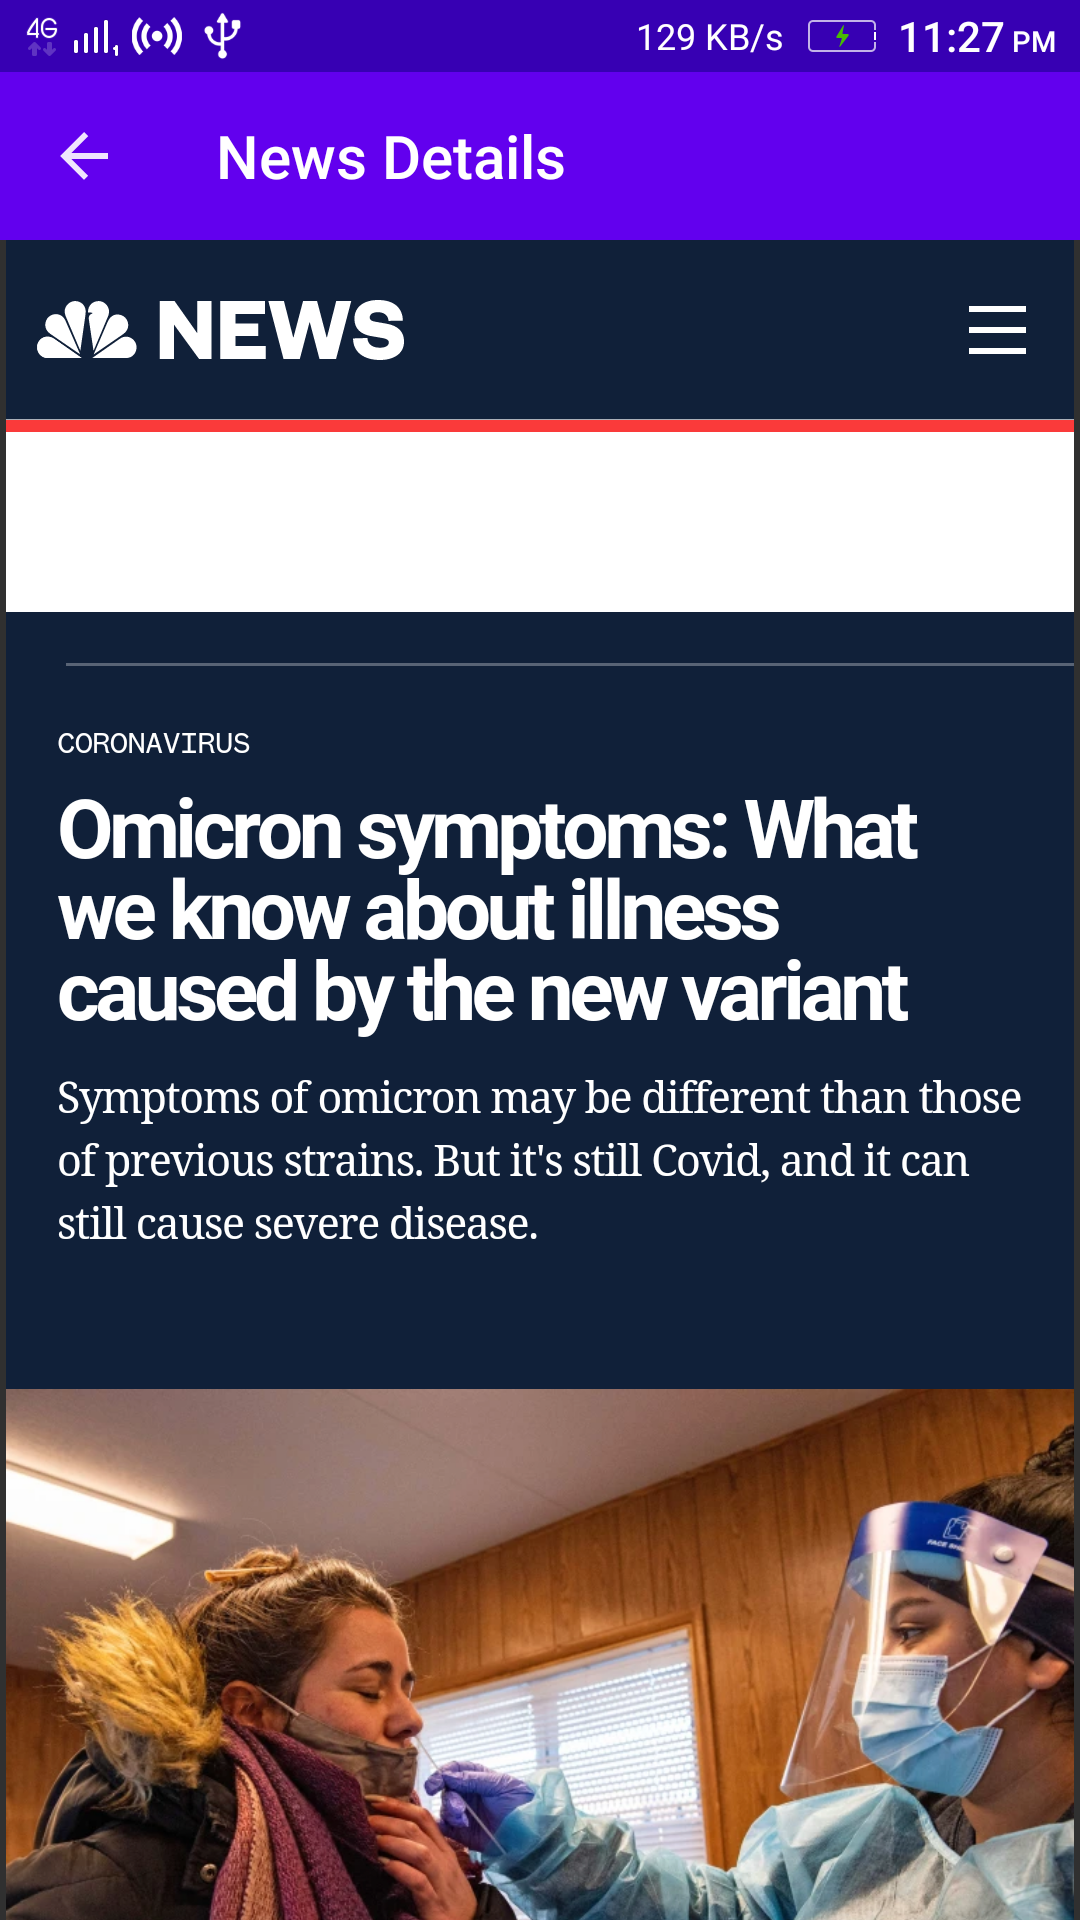 4G 129 KB/s 11:27 PM
News Details
NEWS
CORONAVIRUS
Omicron symptoms: What
we know about illness
caused by the new variant
Symptoms of omicron may be different than those
of previous strains. But it's still Covid, and it can
still cause severe disease.
FACE